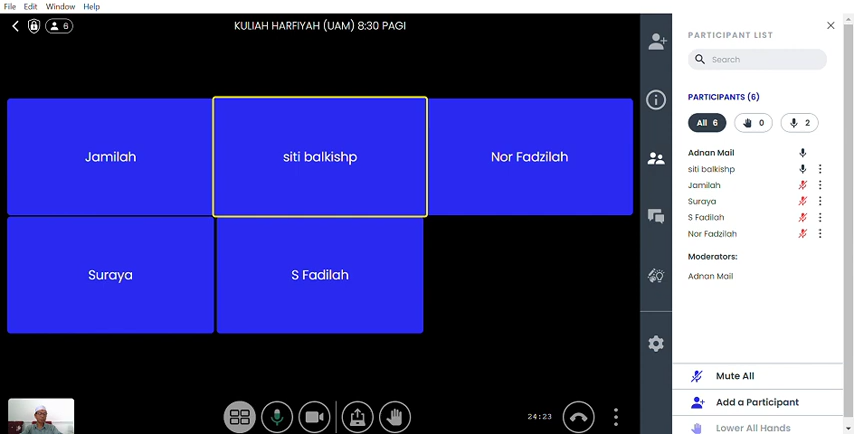 File Edit Window Help
6
KULIAH HARFIYAH (UAM) 8:30 PAGI
Jamilah
siti balkishp
Nor Fadzilah
Suraya
S Fadilah
24:23
PARTICIPANT LIST
Search
PARTICIPANTS (6)
All 6
0
2
Adnan Mail
siti balkishp
Jamilah
Suraya
S Fadilah
Nor Fadzilah
Moderators:
Adnan Mail
Mute All
Add a Participant
Lower All Hands